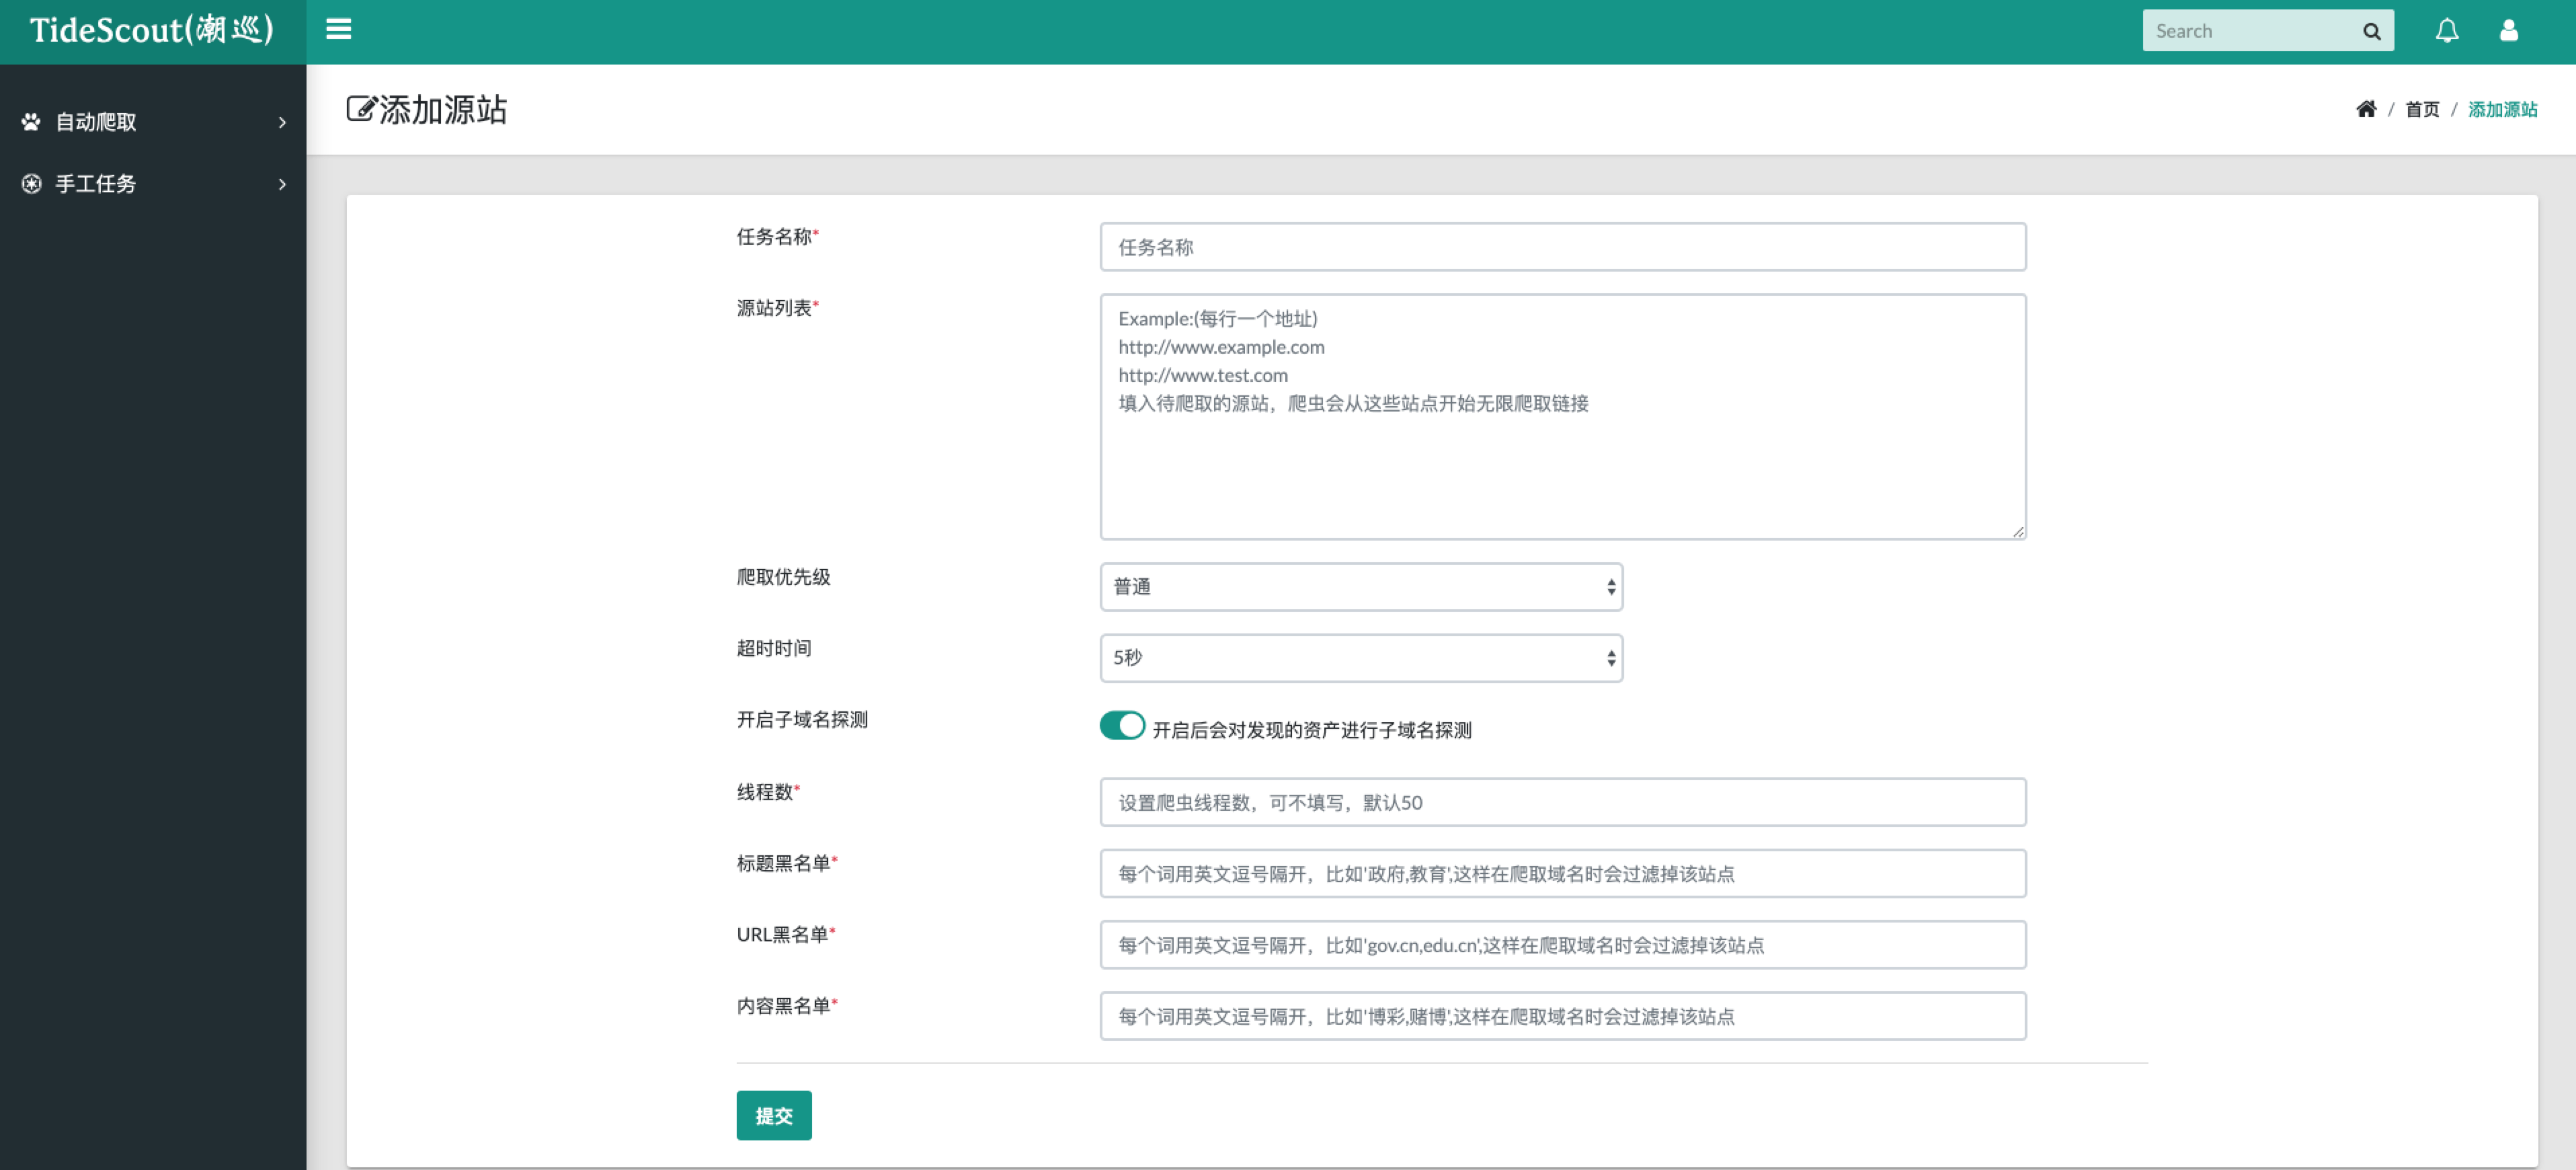 TideScout(潮巡)
Search
自动爬取
手工任务
添加源站
/ 首页 / 添加源站
任务名称*
任务名称
源站列表*
Example:(每行一个地址)
http://www.example.com
http://www.test.com
填入待爬取的源站，爬虫会从这些站点开始无限爬取链接
爬取优先级
普通
超时时间
5秒
开启子域名探测
开启后会对发现的资产进行子域名探测
线程数*
设置爬虫线程数，可不填写，默认50
标题黑名单*
每个词用英文逗号隔开，比如'政府,教育',这样在爬取域名时会过滤掉该站点
URL黑名单*
每个词用英文逗号隔开，比如'gov.cn,edu.cn',这样在爬取域名时会过滤掉该站点
内容黑名单*
每个词用英文逗号隔开，比如'博彩,赌博',这样在爬取域名时会过滤掉该站点
提交